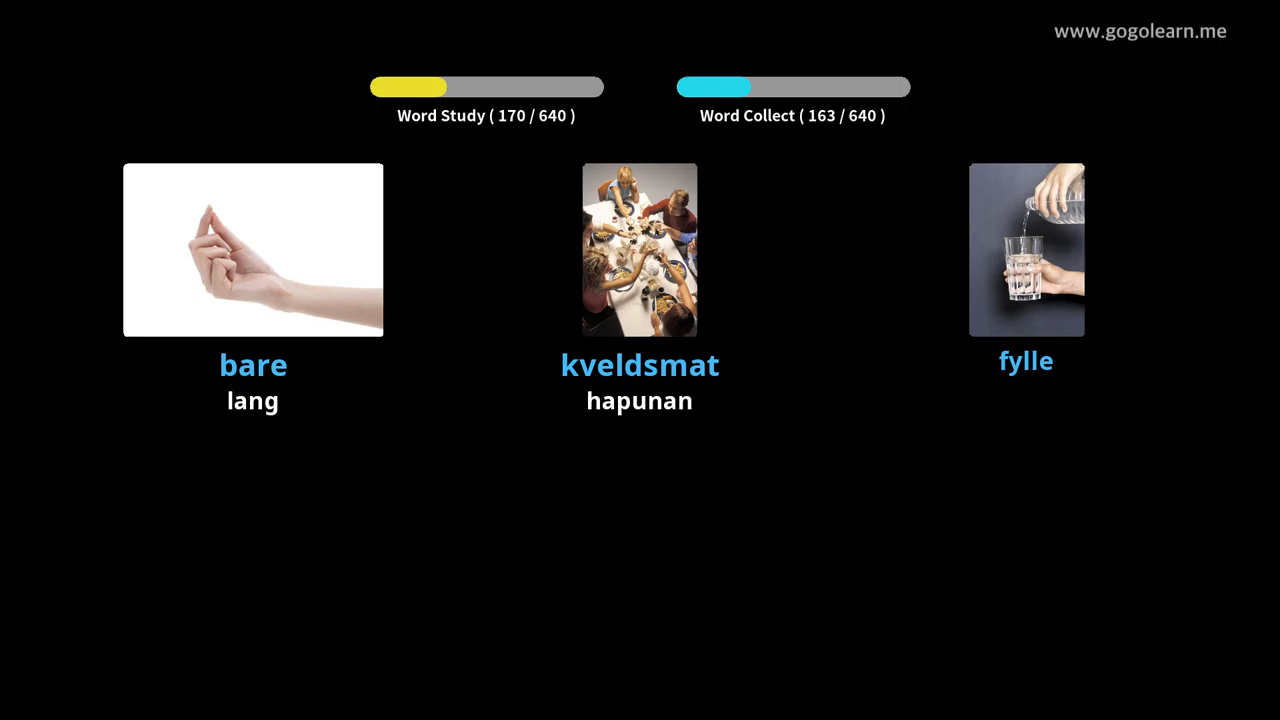 www.gogolearn.me
Word Study ( 170 / 640 )
Word Collect ( 163 / 640 )
bare
lang
kveldsmat
hapunan
fylle